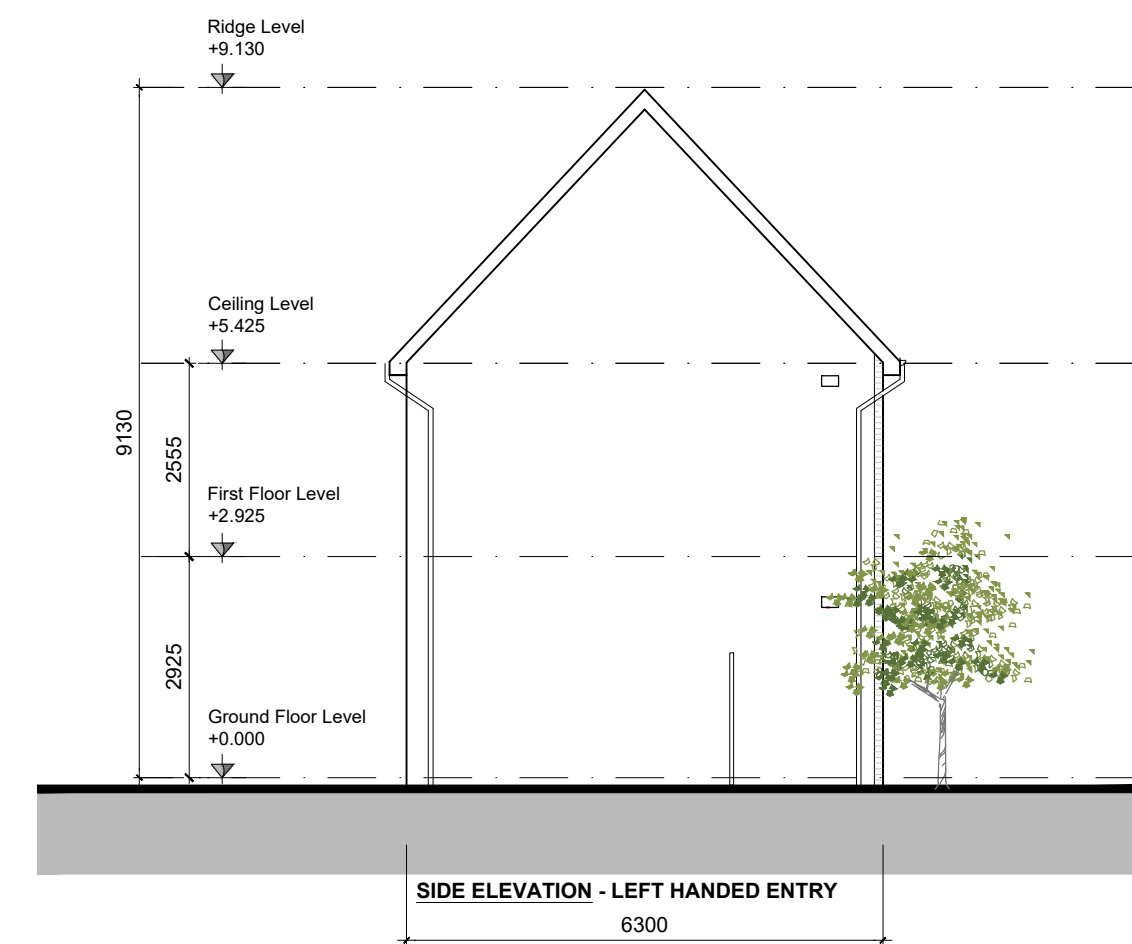 Ridge Level
+9.130
Ceiling Level
+5.425
9130
2555
First Floor Level
+2.925
2925
Ground Floor Level
+0.000
SIDE ELEVATION - LEFT HANDED ENTRY
6300